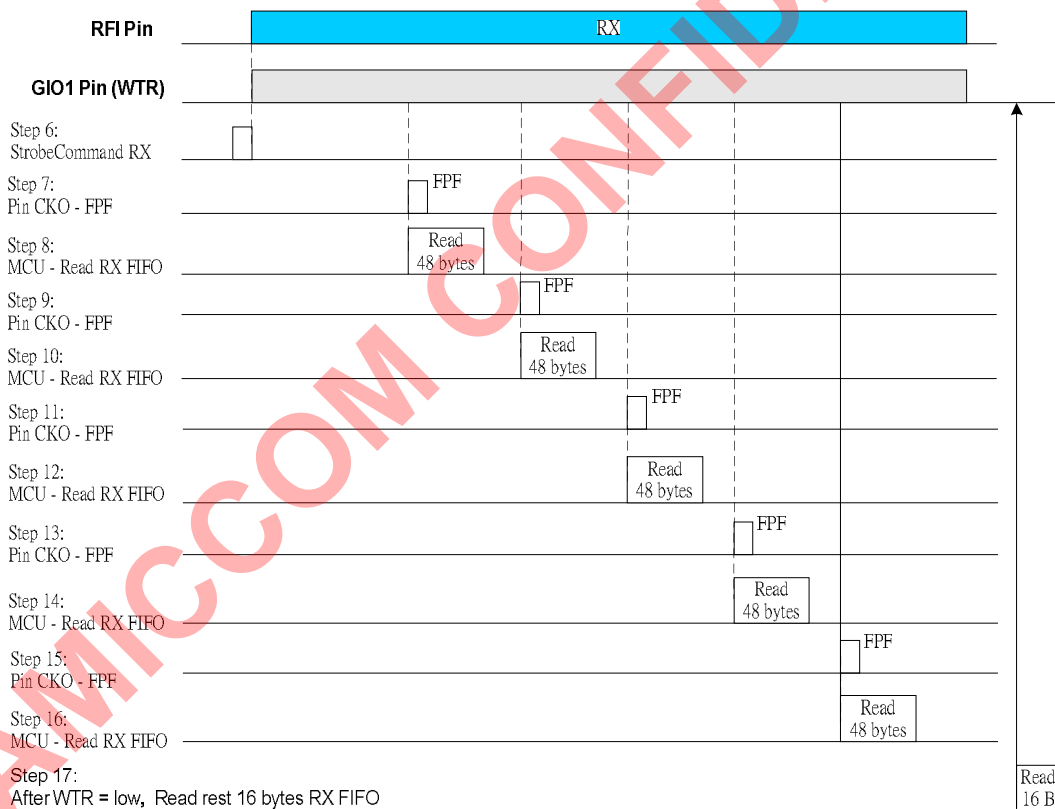 RFI Pin
RX
GIO1 Pin (WTR)
Step 6:
StrobeCommand RX
Step 7:
Pin CKO - FPF
FPF
Step 8:
MCU - Read RX FIFO
Read
48 bytes
Step 9:
Pin CKO - FPF
FPF
Step 10:
MCU - Read RX FIFO
Read
48 bytes
Step 11:
Pin CKO - FPF
FPF
Step 12:
MCU - Read RX FIFO
Read
48 bytes
Step 13:
Pin CKO - FPF
FPF
Step 14:
MCU - Read RX FIFO
Read
48 bytes
Step 15:
Pin CKO - FPF
FPF
Step 16:
MCU - Read RX FIFO
Read
48 bytes
Step 17:
After WTR = low, Read rest 16 bytes RX FIFO
Read
16 B
AMICCOM CONFID